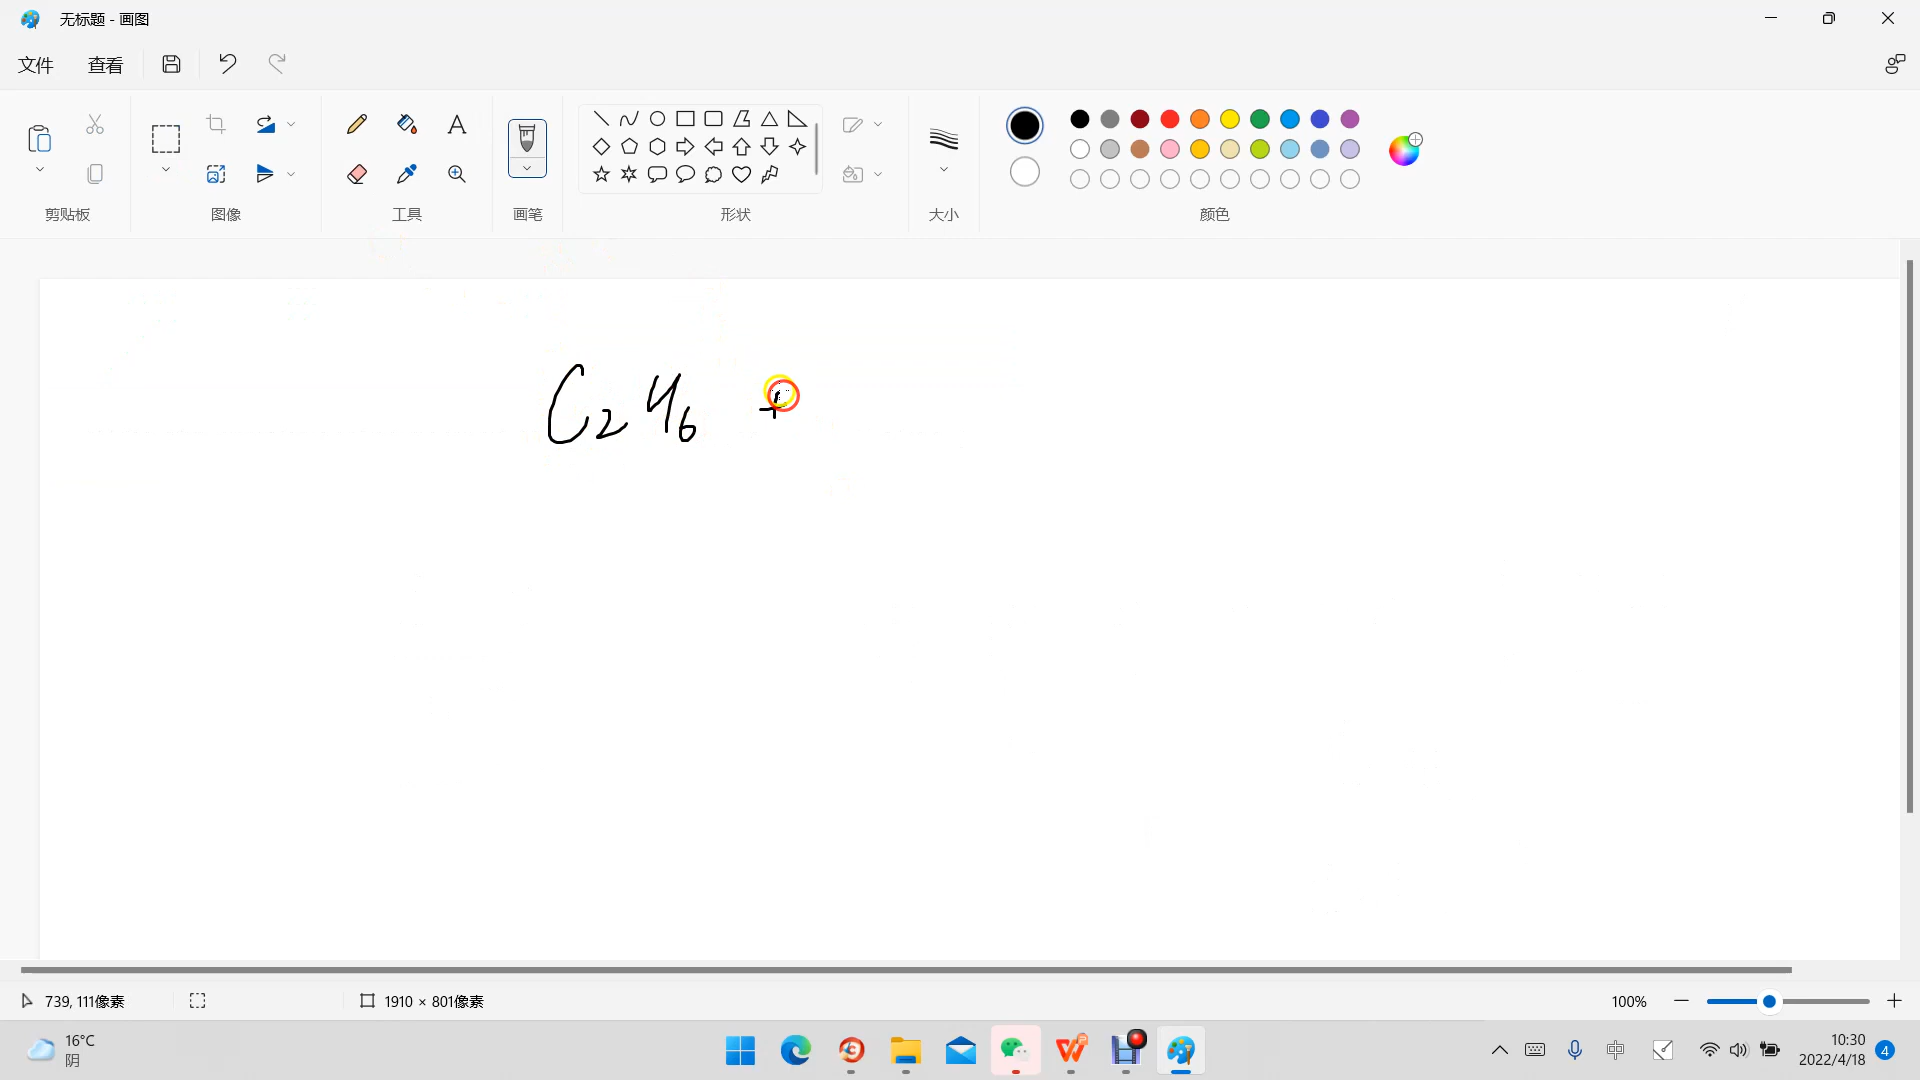 无标题 - 画图
文件 查看
剪贴板 图像 工具 画笔 形状 大小 颜色
C₂H₆ +
739, 111像素 1910 × 801像素 100%
16°C
阴
中
10:30
2022/4/18
4